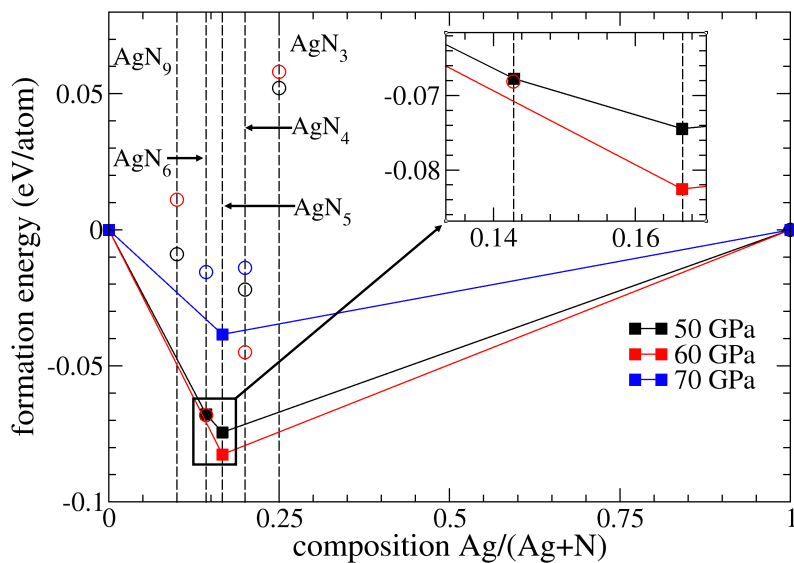 AgN₉
AgN₃
0.05
AgN₄
AgN₆
AgN₅
0
-0.05
-0.1
0
0.25
0.5
0.75
1
formation energy (eV/atom)
composition Ag/(Ag+N)
-0.07
-0.08
0.14
0.16
50 GPa
60 GPa
70 GPa